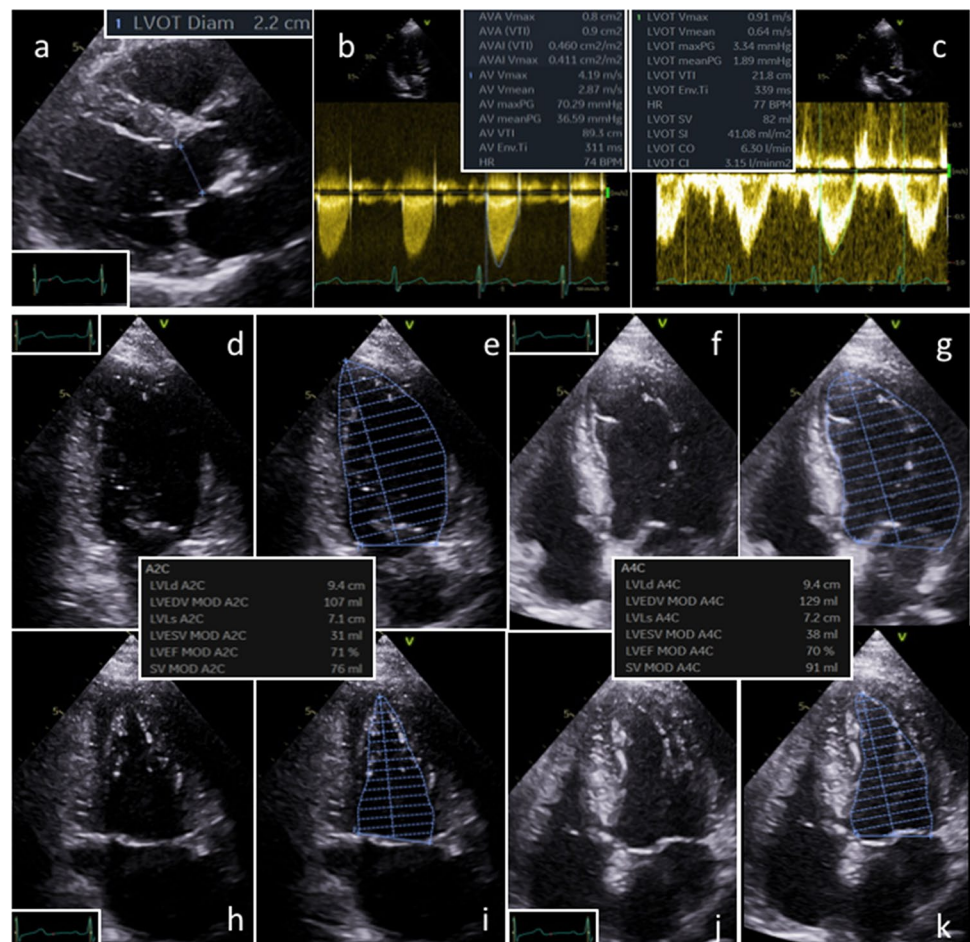 a
1 LVOT Diam 2.2 cm
5
b
AVA Vmax 0.8 cm2
AVA (VTI) 0.9 cm2
AVAI (VTI) 0.460 cm2/m2
AVAI Vmax 0.411 cm2/m2
1 AV Vmax 4.19 m/s
AV Vmean 2.87 m/s
AV maxPG 70.29 mmHg
AV meanPG 36.59 mmHg
AV VTI 89.3 cm
AV Env.Ti 311 ms
HR 74 BPM
1 LVOT Vmax 0.91 m/s
LVOT Vmean 0.64 m/s
LVOT maxPG 3.34 mmHg
LVOT meanPG 1.89 mmHg
LVOT VTI 21.8 cm
LVOT Env.Ti 339 ms
HR 77 BPM
LVOT SV 82 ml
LVOT SI 41.08 ml/m2
LVOT CO 6.30 l/min
LVOT CI 3.15 l/minm2
c
V
d
5
V
e
5
V
f
5
V
g
5
A2C
LVLd A2C 9.4 cm
LVEDV MOD A2C 107 ml
LVLs A2C 7.1 cm
LVESV MOD A2C 31 ml
LVEF MOD A2C 71 %
SV MOD A2C 76 ml
A4C
LVLd A4C 9.4 cm
LVEDV MOD A4C 129 ml
LVLs A4C 7.2 cm
LVESV MOD A4C 38 ml
LVEF MOD A4C 70 %
SV MOD A4C 91 ml
h
i
j
k